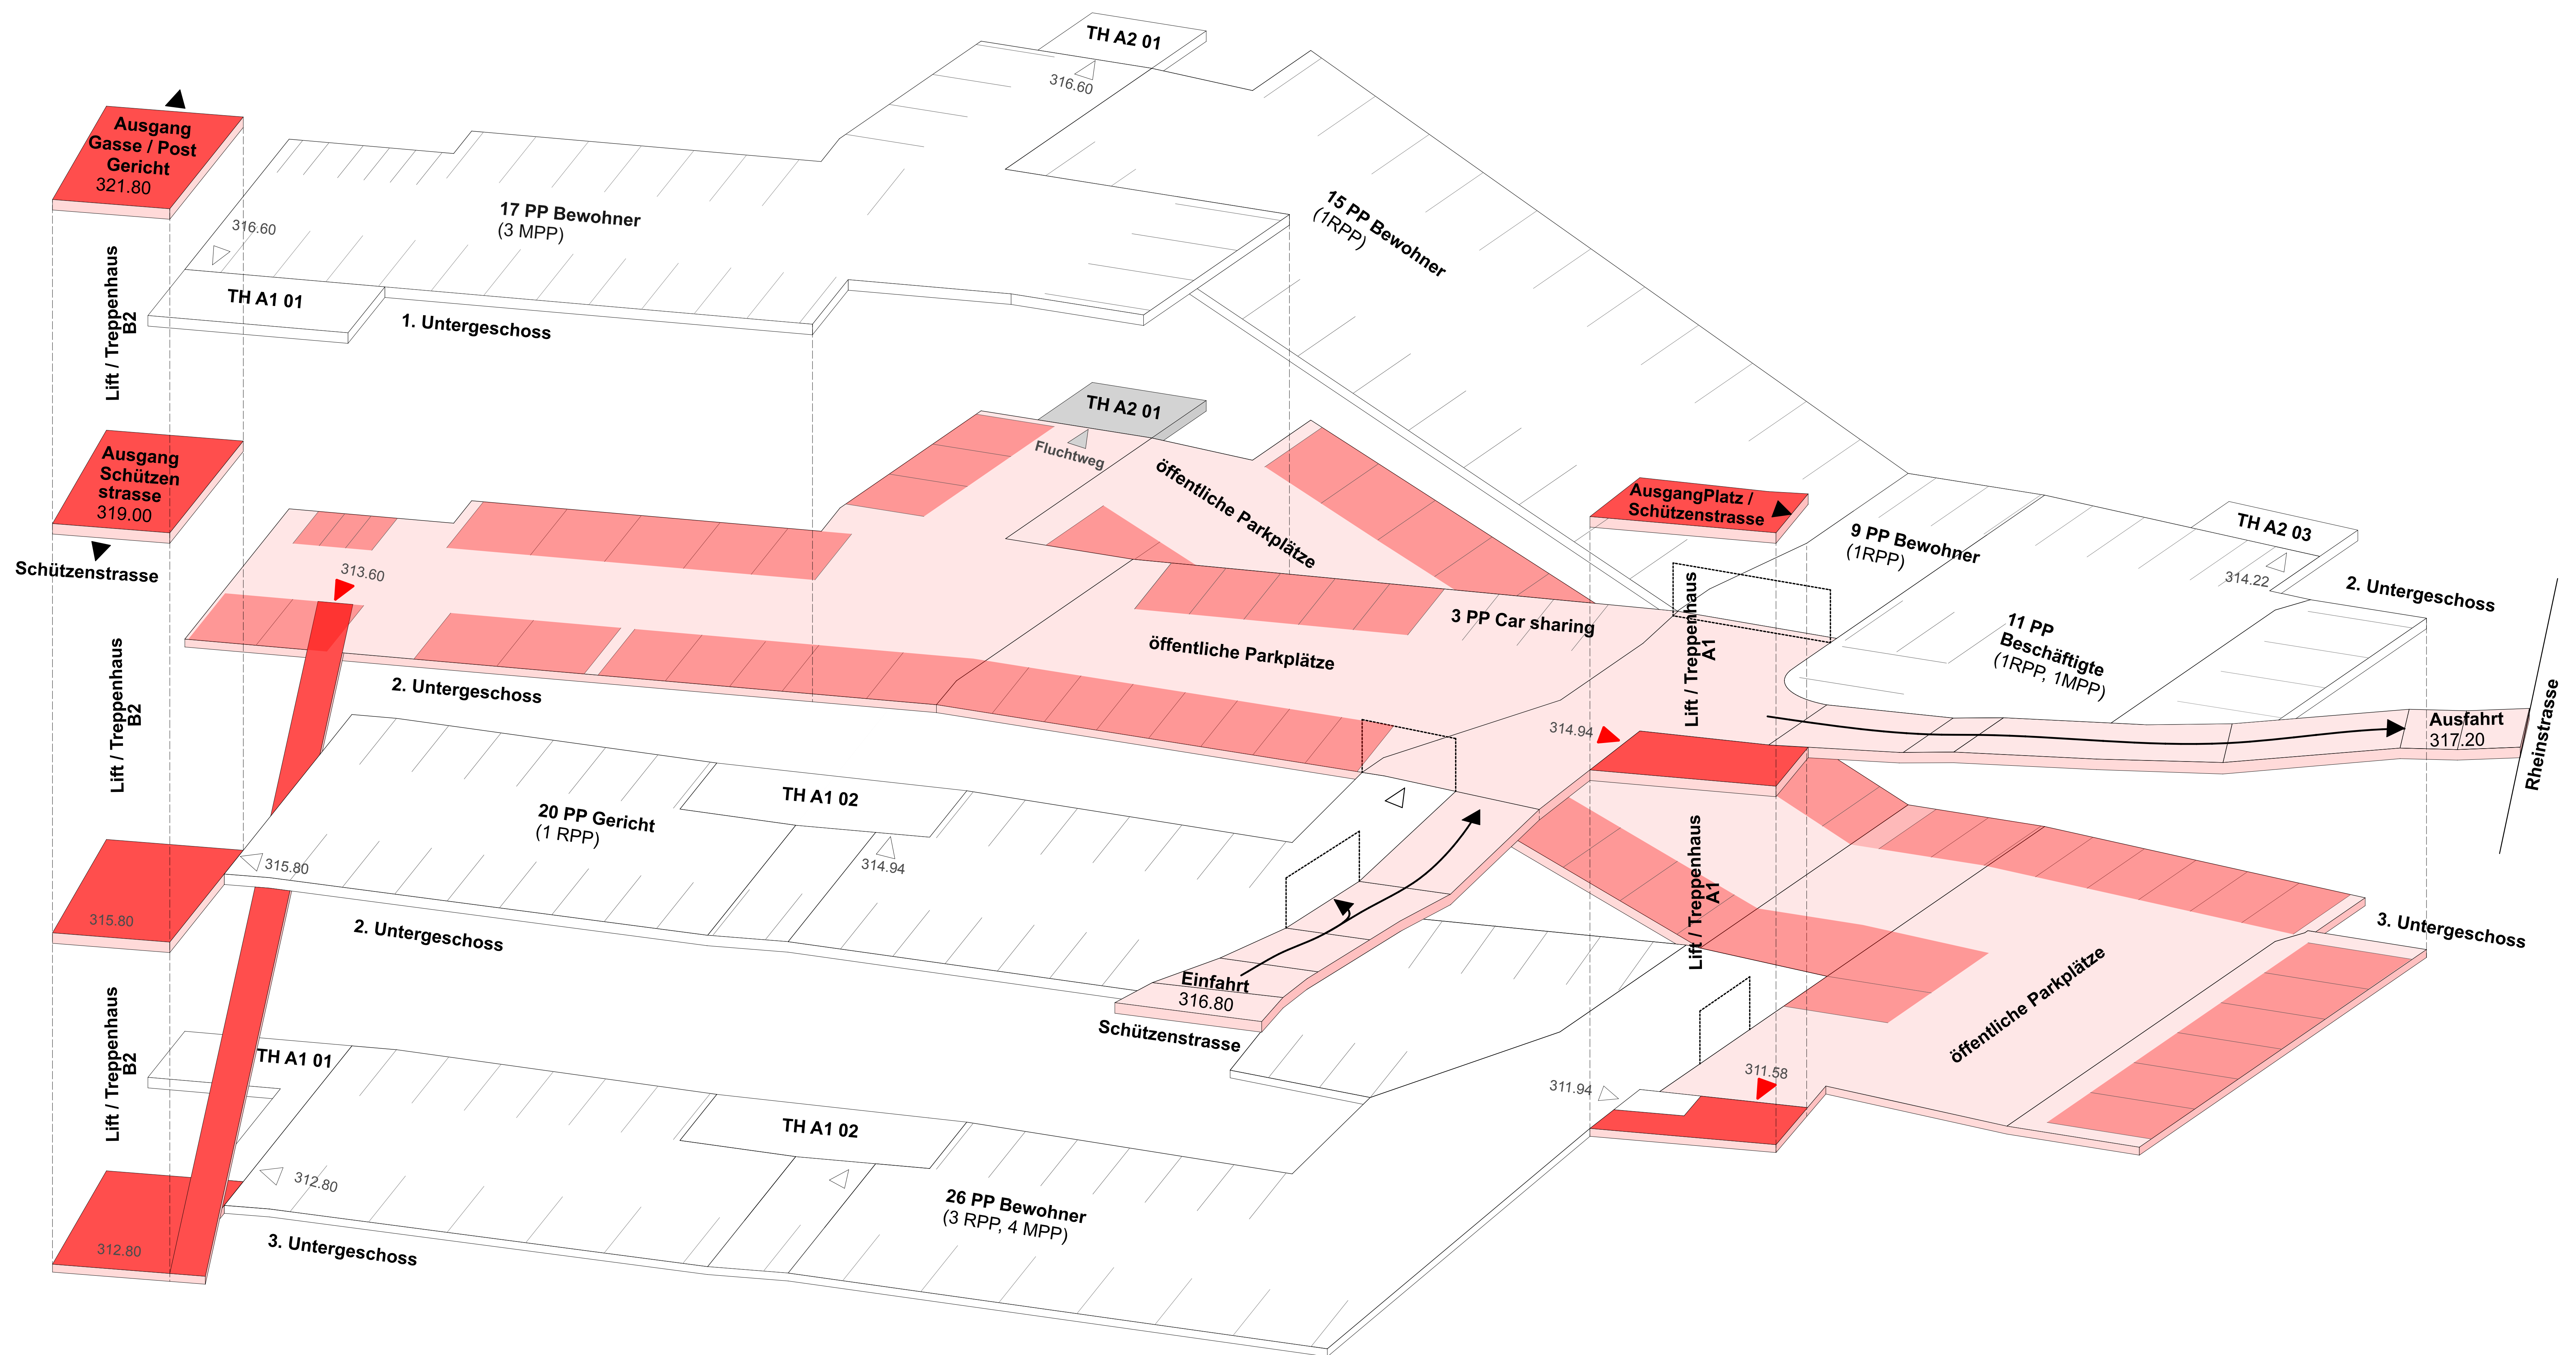 TH A2 01
316.60
Ausgang
Gasse / Post
Gericht
321.80
316.60
17 PP Bewohner
(3 MPP)
15 PP Bewohner
(1RPP)
TH A1 01
1. Untergeschoss
Lift / Treppenhaus
B2
TH A2 01
Fluchtweg
öffentliche Parkplätze
Ausgang
Schützen
strasse
319.00
Schützenstrasse
313.60
AusgangPlatz /
Schützenstrasse
9 PP Bewohner
(1RPP)
TH A2 03
314.22
2. Untergeschoss
3 PP Car sharing
öffentliche Parkplätze
11 PP
Beschäftigte
(1RPP, 1MPP)
Lift / Treppenhaus
A1
2. Untergeschoss
Lift / Treppenhaus
B2
314.94
Ausfahrt
317.20
Rheinstrasse
20 PP Gericht
(1 RPP)
TH A1 02
314.94
315.80
315.80
2. Untergeschoss
Lift / Treppenhaus
A1
3. Untergeschoss
öffentliche Parkplätze
Einfahrt
316.80
Schützenstrasse
Lift / Treppenhaus
B2
TH A1 01
311.94
311.58
TH A1 02
312.80
26 PP Bewohner
(3 RPP, 4 MPP)
312.80
3. Untergeschoss